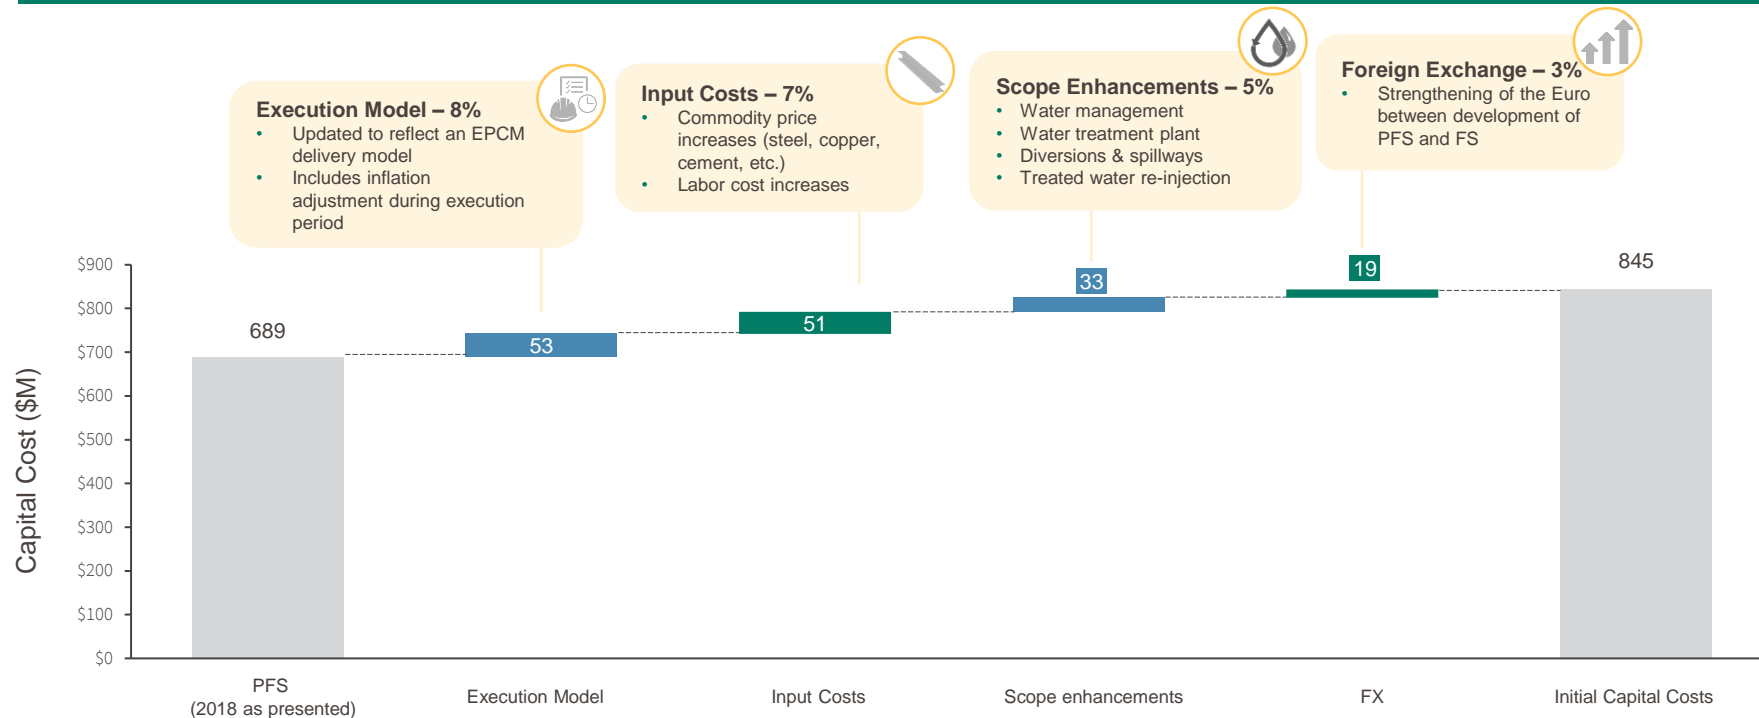 Execution Model – 8%
• Updated to reflect an EPCM
delivery model
• Includes inflation
adjustment during execution
period
Input Costs – 7%
• Commodity price
increases (steel, copper,
cement, etc.)
• Labor cost increases
Scope Enhancements – 5%
• Water management
• Water treatment plant
• Diversions & spillways
• Treated water re-injection
Foreign Exchange – 3%
• Strengthening of the Euro
between development of
PFS and FS
Capital Cost ($M)
$900
$800
$700
$600
$500
$400
$300
$200
$100
$0
689
53
51
33
19
845
PFS
(2018 as presented)
Execution Model
Input Costs
Scope enhancements
FX
Initial Capital Costs